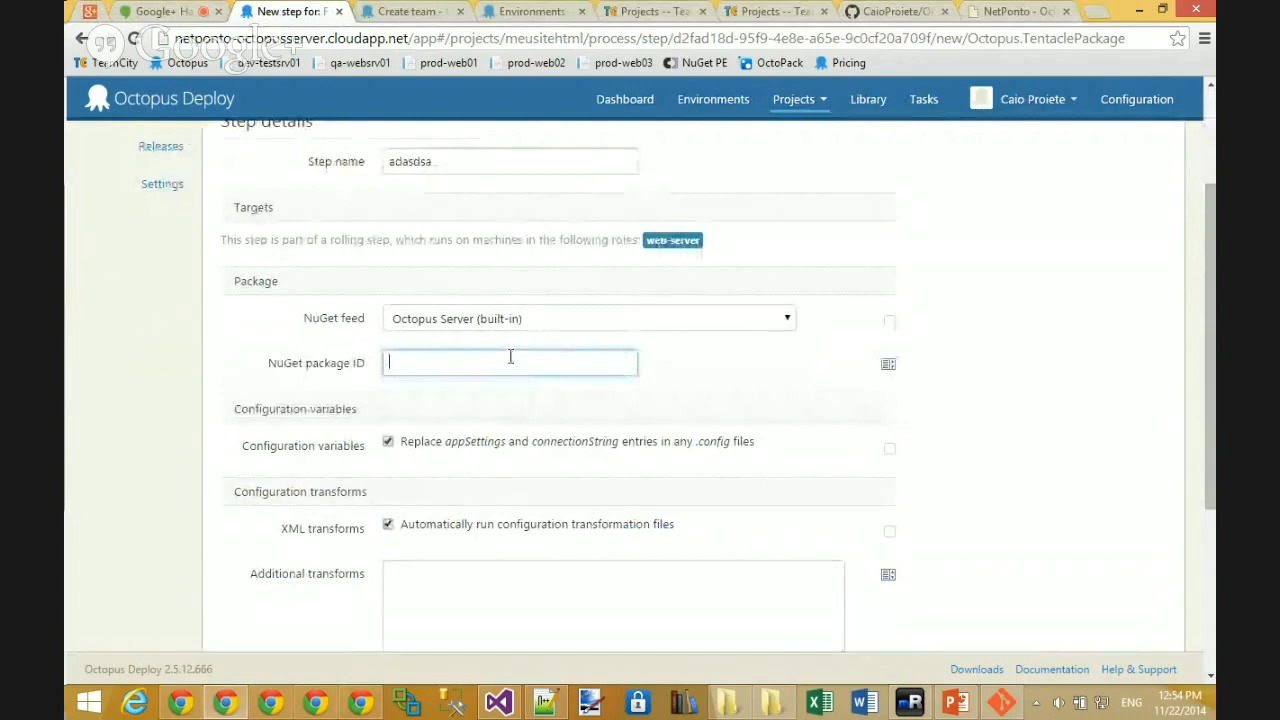 Google+ Ha
New step for: F
Create team -
Environments
Projects -- Tea
Projects -- Tea
CaioProiete/O
NetPonto - Oc
netponto-octopusserver.cloudapp.net/app#/projects/meusitehtml/process/step/d2fad18d-95f9-4e8e-a65e-9c0cf20a709f/new/Octopus.TentaclePackage
Google+
TeamCity
Octopus
dev-testsrv01
qa-websrv01
prod-web01
prod-web02
prod-web03
NuGet PE
OctoPack
Pricing
Octopus Deploy
Dashboard
Environments
Projects
Library
Tasks
Caio Proiete
Configuration
Step details
Releases
Step name
adasdsa
Settings
Targets
This step is part of a rolling step, which runs on machines in the following roles: web-server
Package
NuGet feed
Octopus Server (built-in)
NuGet package ID
Configuration variables
Configuration variables
Replace appSettings and connectionString entries in any .config files
Configuration transforms
XML transforms
Automatically run configuration transformation files
Additional transforms
Octopus Deploy 2.5.12.666
Downloads
Documentation
Help & Support
ENG
12:54 PM
11/22/2014